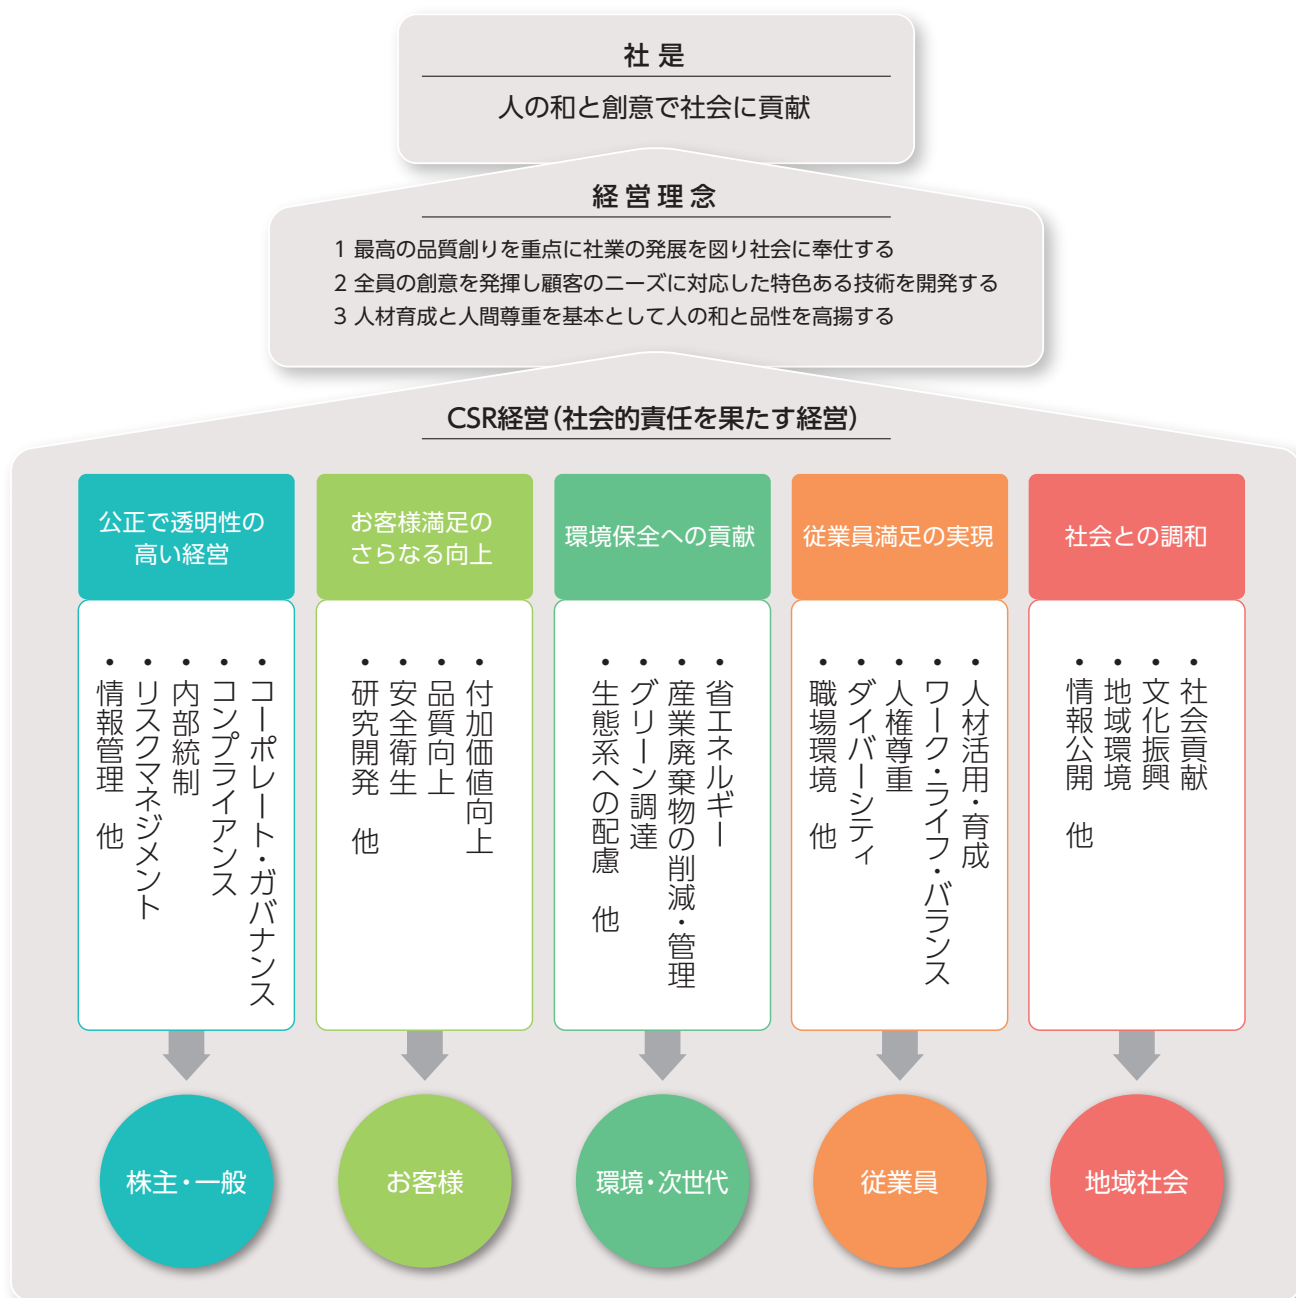 社是
人の和と創意で社会に貢献
経営理念
1 最高の品質創りを重点に社業の発展を図り社会に奉仕する
2 全員の創意を発揮し顧客のニーズに対応した特色ある技術を開発する
3 人材育成と人間尊重を基本として人の和と品性を高揚する
CSR経営(社会的責任を果たす経営)
公正で透明性の
高い経営
・コーポレート・ガバナンス
・コンプライアンス
・内部統制
・リスクマネジメント
・情報管理 他
株主・一般
お客様満足の
さらなる向上
・付加価値向上
・品質向上
・安全衛生
・研究開発 他
お客様
環境保全への貢献
・省エネルギー
・産業廃棄物の削減・管理
・グリーン調達
・生態系への配慮 他
環境・次世代
従業員満足の実現
・人材活用・育成
・ワーク・ライフ・バランス
・人権尊重
・ダイバーシティ
・職場環境 他
従業員
社会との調和
・社会貢献
・文化振興
・地域環境
・情報公開 他
地域社会